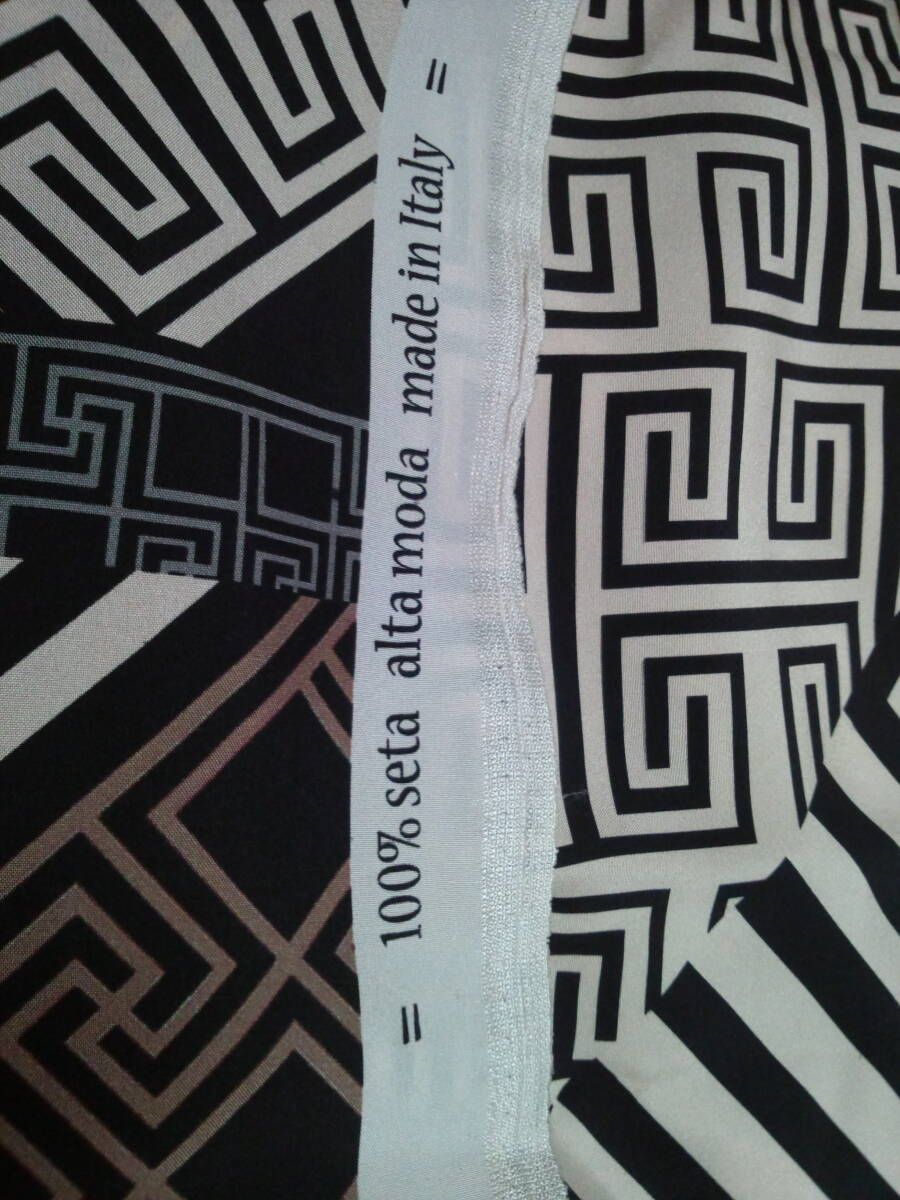 = 100% seta alta moda made in Italy =